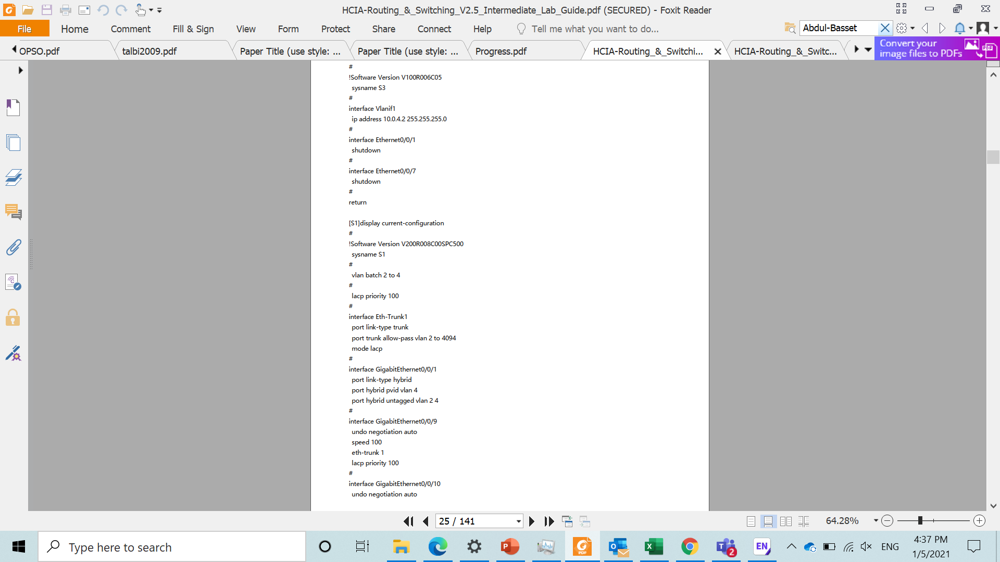 HCIA-Routing_&_Switching_V2.5_Intermediate_Lab_Guide.pdf (SECURED) - Foxit Reader
File Home Comment Fill & Sign View Form Protect Share Connect Help Tell me what you want to do... Abdul-Basset
OPSO.pdf talbi2009.pdf Paper Title (use style: ... Paper Title (use style: ... Progress.pdf HCIA-Routing_&_Switchi... HCIA-Routing_&_Switc...
Convert your
image files to PDFs
PDF
#
!Software Version V100R006C05
sysname S3
#
interface Vlanif1
ip address 10.0.4.2 255.255.255.0
#
interface Ethernet0/0/1
shutdown
#
interface Ethernet0/0/7
shutdown
#
return
[S1]display current-configuration
#
!Software Version V200R008C00SPC500
sysname S1
#
vlan batch 2 to 4
#
lacp priority 100
#
interface Eth-Trunk1
port link-type trunk
port trunk allow-pass vlan 2 to 4094
mode lacp
#
interface GigabitEthernet0/0/1
port link-type hybrid
port hybrid pvid vlan 4
port hybrid untagged vlan 2 4
#
interface GigabitEthernet0/0/9
undo negotiation auto
speed 100
eth-trunk 1
lacp priority 100
#
interface GigabitEthernet0/0/10
undo negotiation auto
25 / 141
64.28%
Type here to search
PDF
2
EN
ENG
4:37 PM
1/5/2021